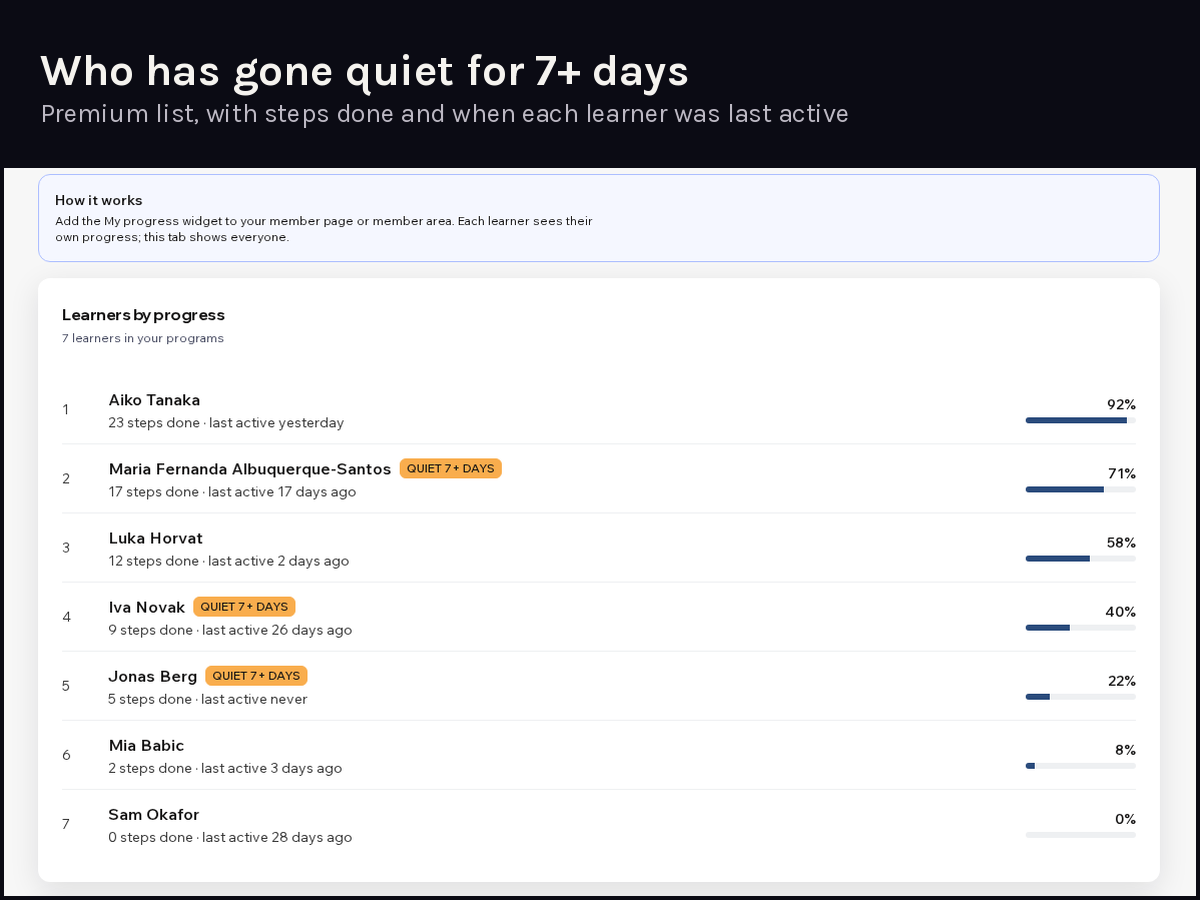 Who has gone quiet for 7+ days
Premium list, with steps done and when each learner was last active
How it works
Add the My progress widget to your member page or member area. Each learner sees their
own progress; this tab shows everyone.
Learners by progress
7 learners in your programs
1
Aiko Tanaka
23 steps done · last active yesterday
92%
2
Maria Fernanda Albuquerque-Santos QUIET 7+ DAYS
17 steps done · last active 17 days ago
71%
3
Luka Horvat
12 steps done · last active 2 days ago
58%
4
Iva Novak QUIET 7+ DAYS
9 steps done · last active 26 days ago
40%
5
Jonas Berg QUIET 7+ DAYS
5 steps done · last active never
22%
6
Mia Babic
2 steps done · last active 3 days ago
8%
7
Sam Okafor
0 steps done · last active 28 days ago
0%